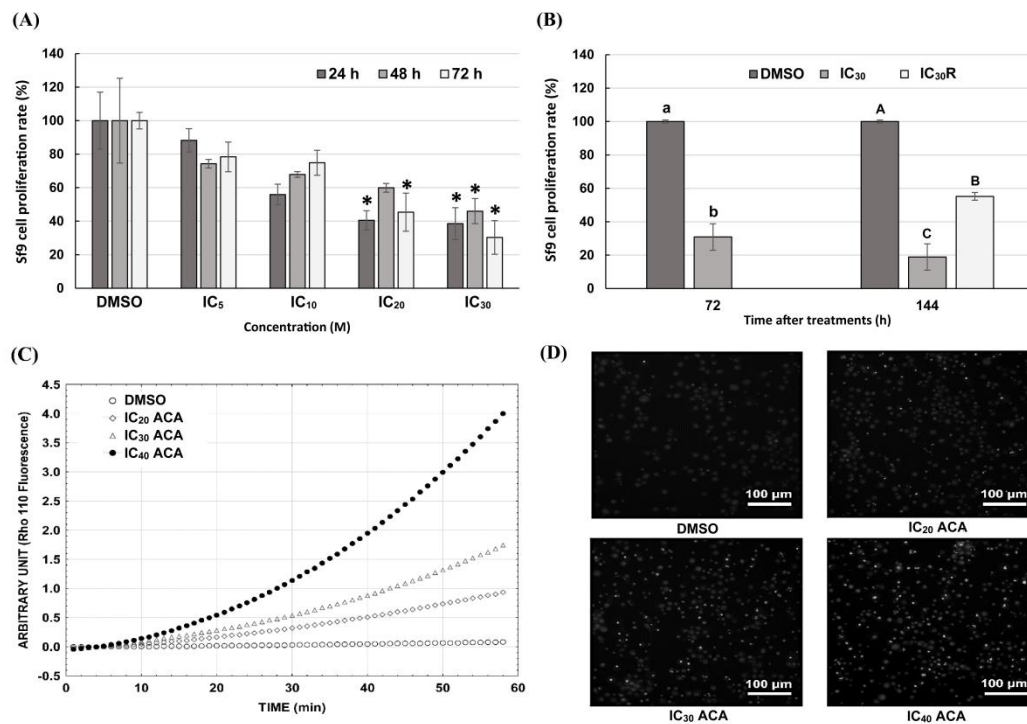 (A)
Sf9 cell proliferation rate (%)
140
120
100
80
60
40
20
0
24 h 48 h 72 h
* * * * *
DMSO IC5 IC10 IC20 IC30
Concentration (M)
(B)
Sf9 cell proliferation rate (%)
140
120
100
80
60
40
20
0
DMSO IC30 IC30R
a b A C B
72 144
Time after treatments (h)
(C)
ARBITRARY UNIT (Rho 110 Fluorescence)
4.5
4.0
3.5
3.0
2.5
2.0
1.5
1.0
0.5
0.0
-0.5
DMSO
IC20 ACA
IC30 ACA
IC40 ACA
0 10 20 30 40 50 60
TIME (min)
(D)
100 µm
DMSO
100 µm
IC20 ACA
100 µm
IC30 ACA
100 µm
IC40 ACA